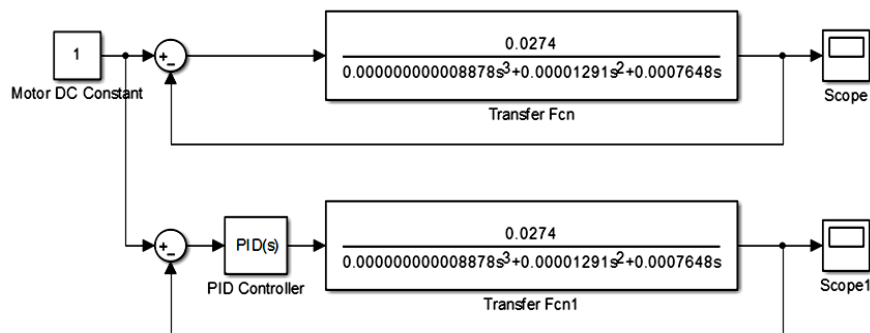 1
Motor DC Constant
+
−
0.0274
0.000000000008878s³+0.00001291s²+0.0007648s
Transfer Fcn
Scope
+
−
PID(s)
PID Controller
0.0274
0.000000000008878s³+0.00001291s²+0.0007648s
Transfer Fcn1
Scope1